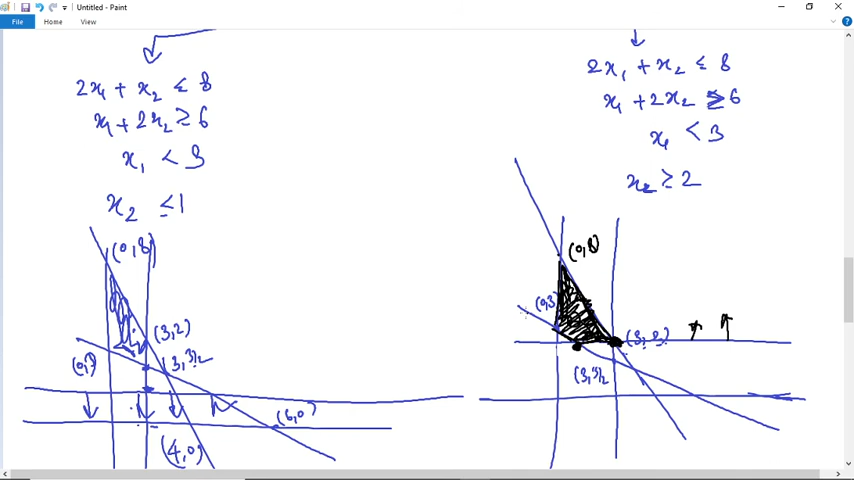 Untitled - Paint
File Home View
2x₁ + x₂ ≤ 8
x₁ + 2x₂ ≥ 6
x₁ < 3
x₂ ≤ 1
(0,8)
(3,2)
(3,3/2)
(0,3)
(6,0)
(4,0)
2x₁ + x₂ ≤ 8
x₁ + 2x₂ ≥ 6
x₁ < 3
x₂ ≥ 2
(0,8)
(0,3)
(3,3/2)